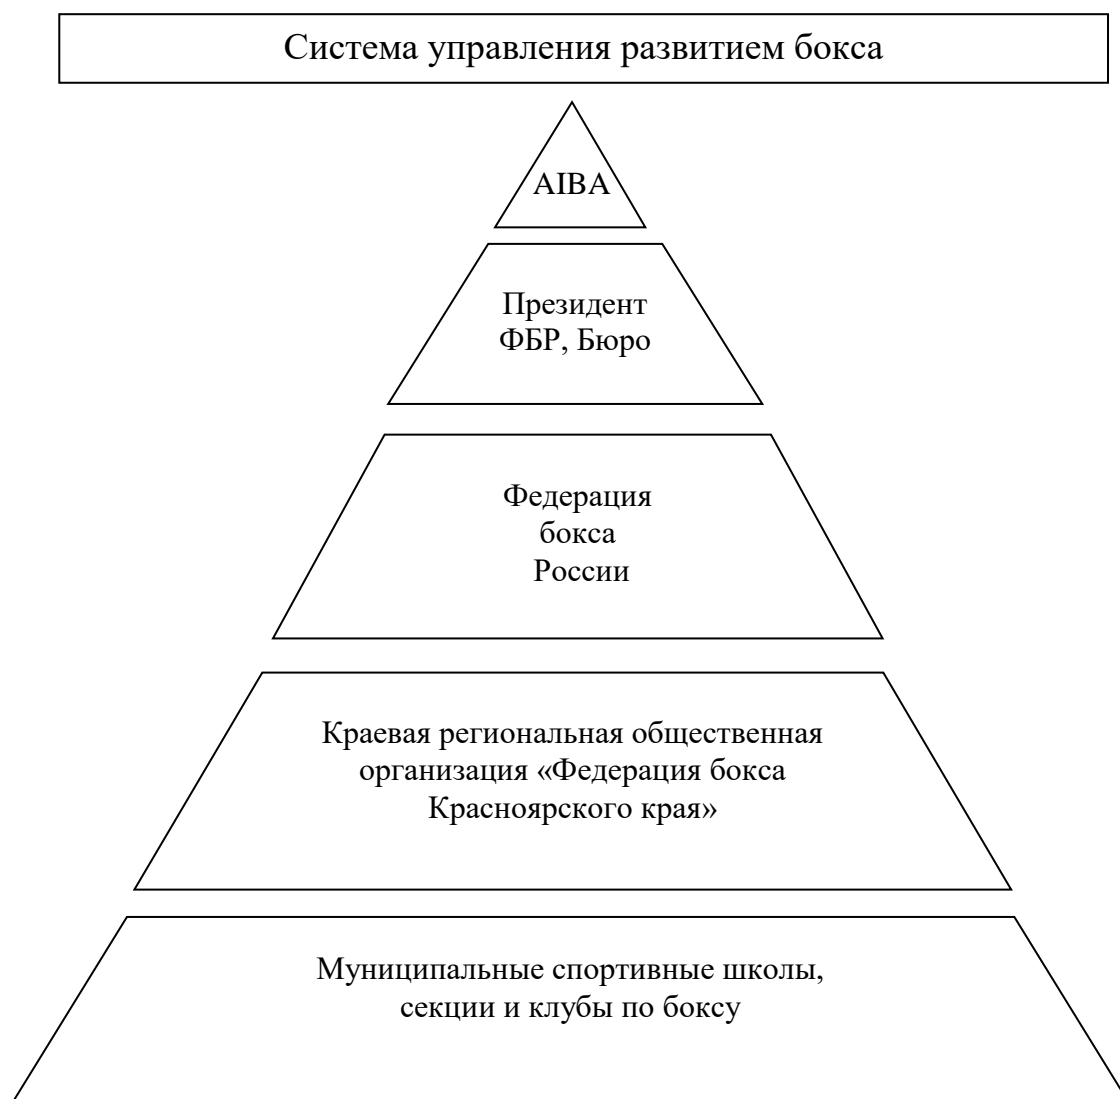 Система управления развитием бокса
AIBA
Президент
ФБР, Бюро
Федерация
бокса
России
Краевая региональная общественная
организация «Федерация бокса
Красноярского края»
Муниципальные спортивные школы,
секции и клубы по боксу